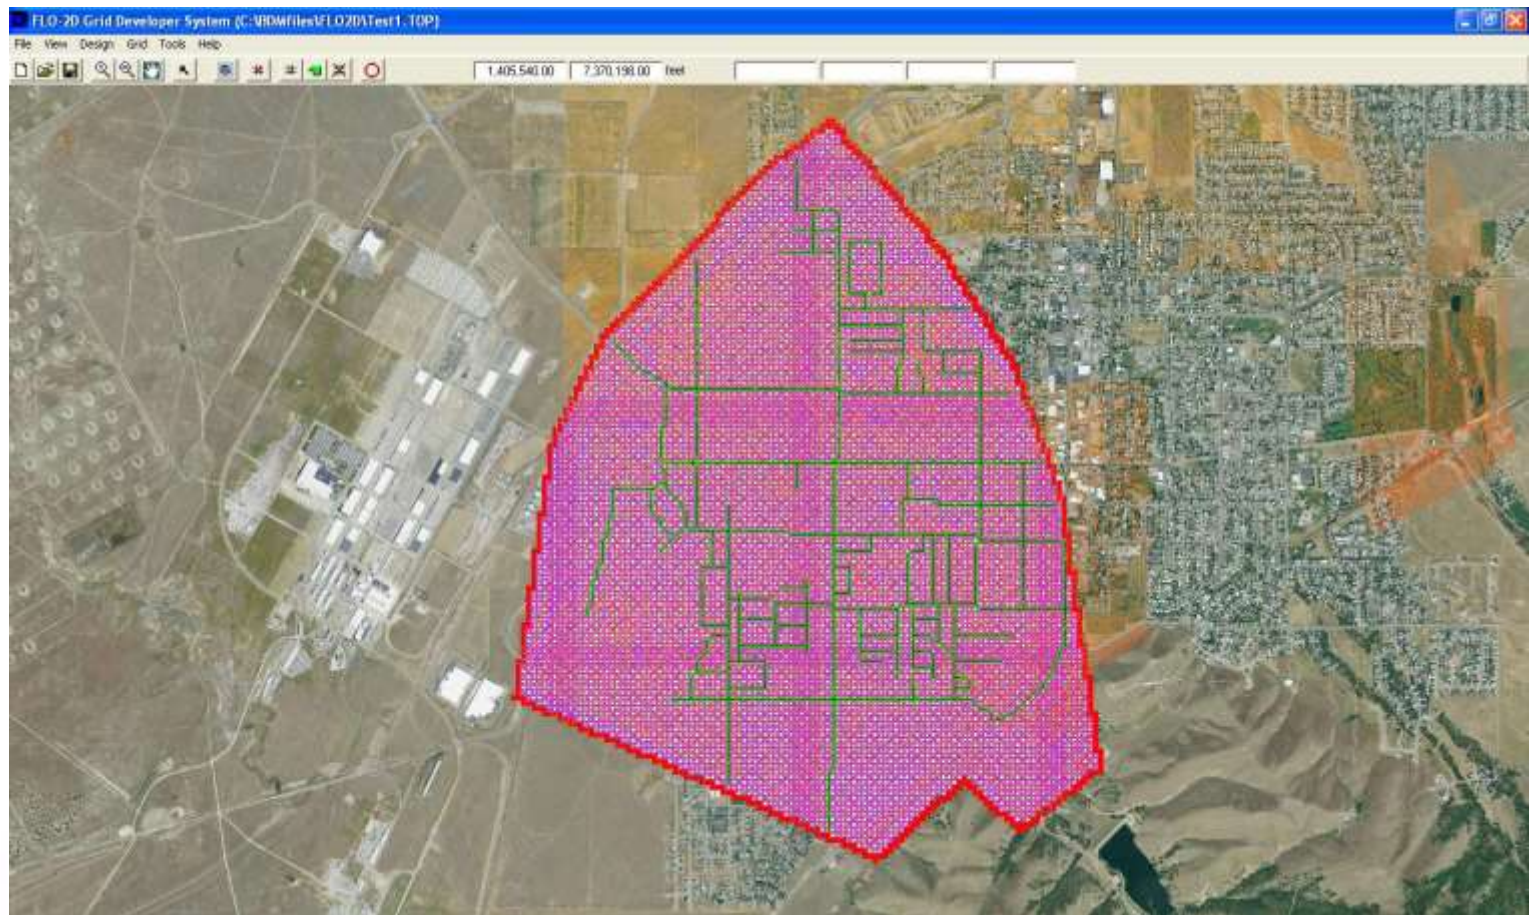 FLO-2D Grid Developer System (C:\BDMfiles\FLO2D\Test1.TOP)
File View Design Grid Tools Help
1,405,540.00 7,370,198.00 feet